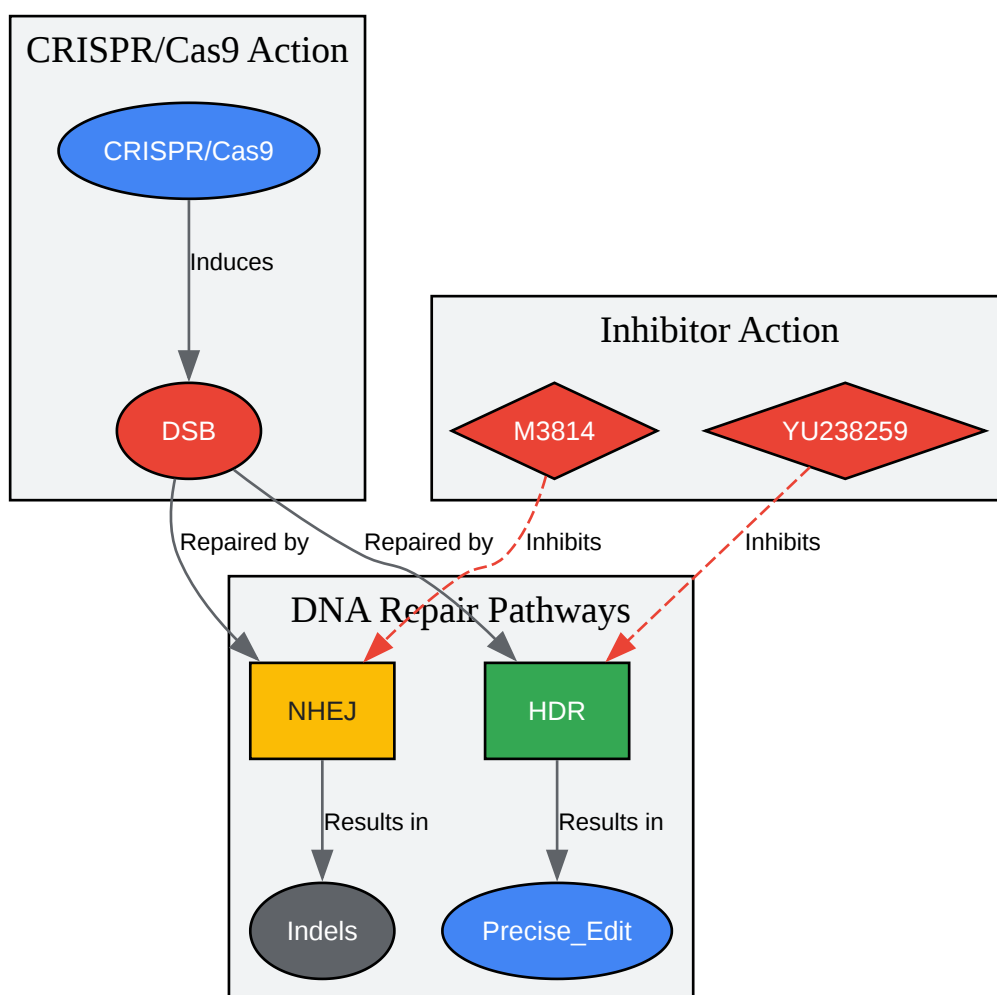 CRISPR/Cas9 Action
CRISPR/Cas9
Induces
DSB
Inhibitor Action
M3814
YU238259
Repaired by
Repaired by
Inhibits
Inhibits
DNA Repair Pathways
NHEJ
HDR
Results in
Results in
Indels
Precise_Edit